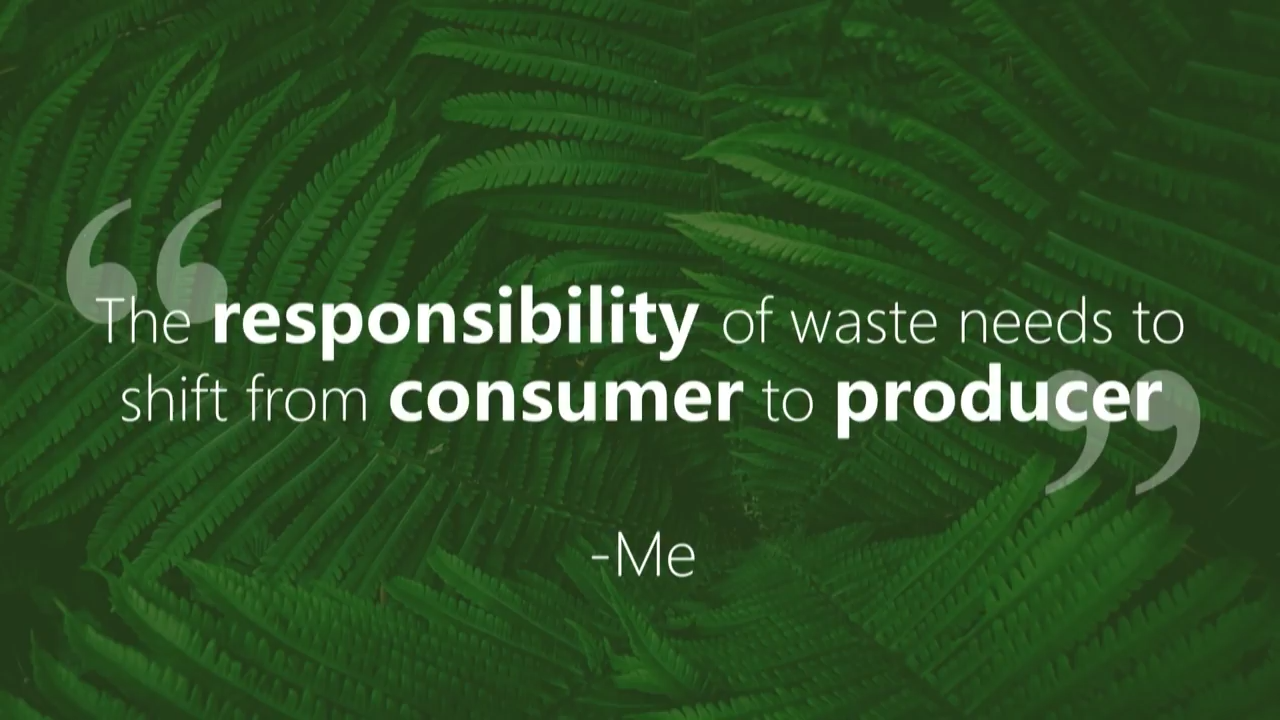 “The responsibility of waste needs to
shift from consumer to producer”
-Me